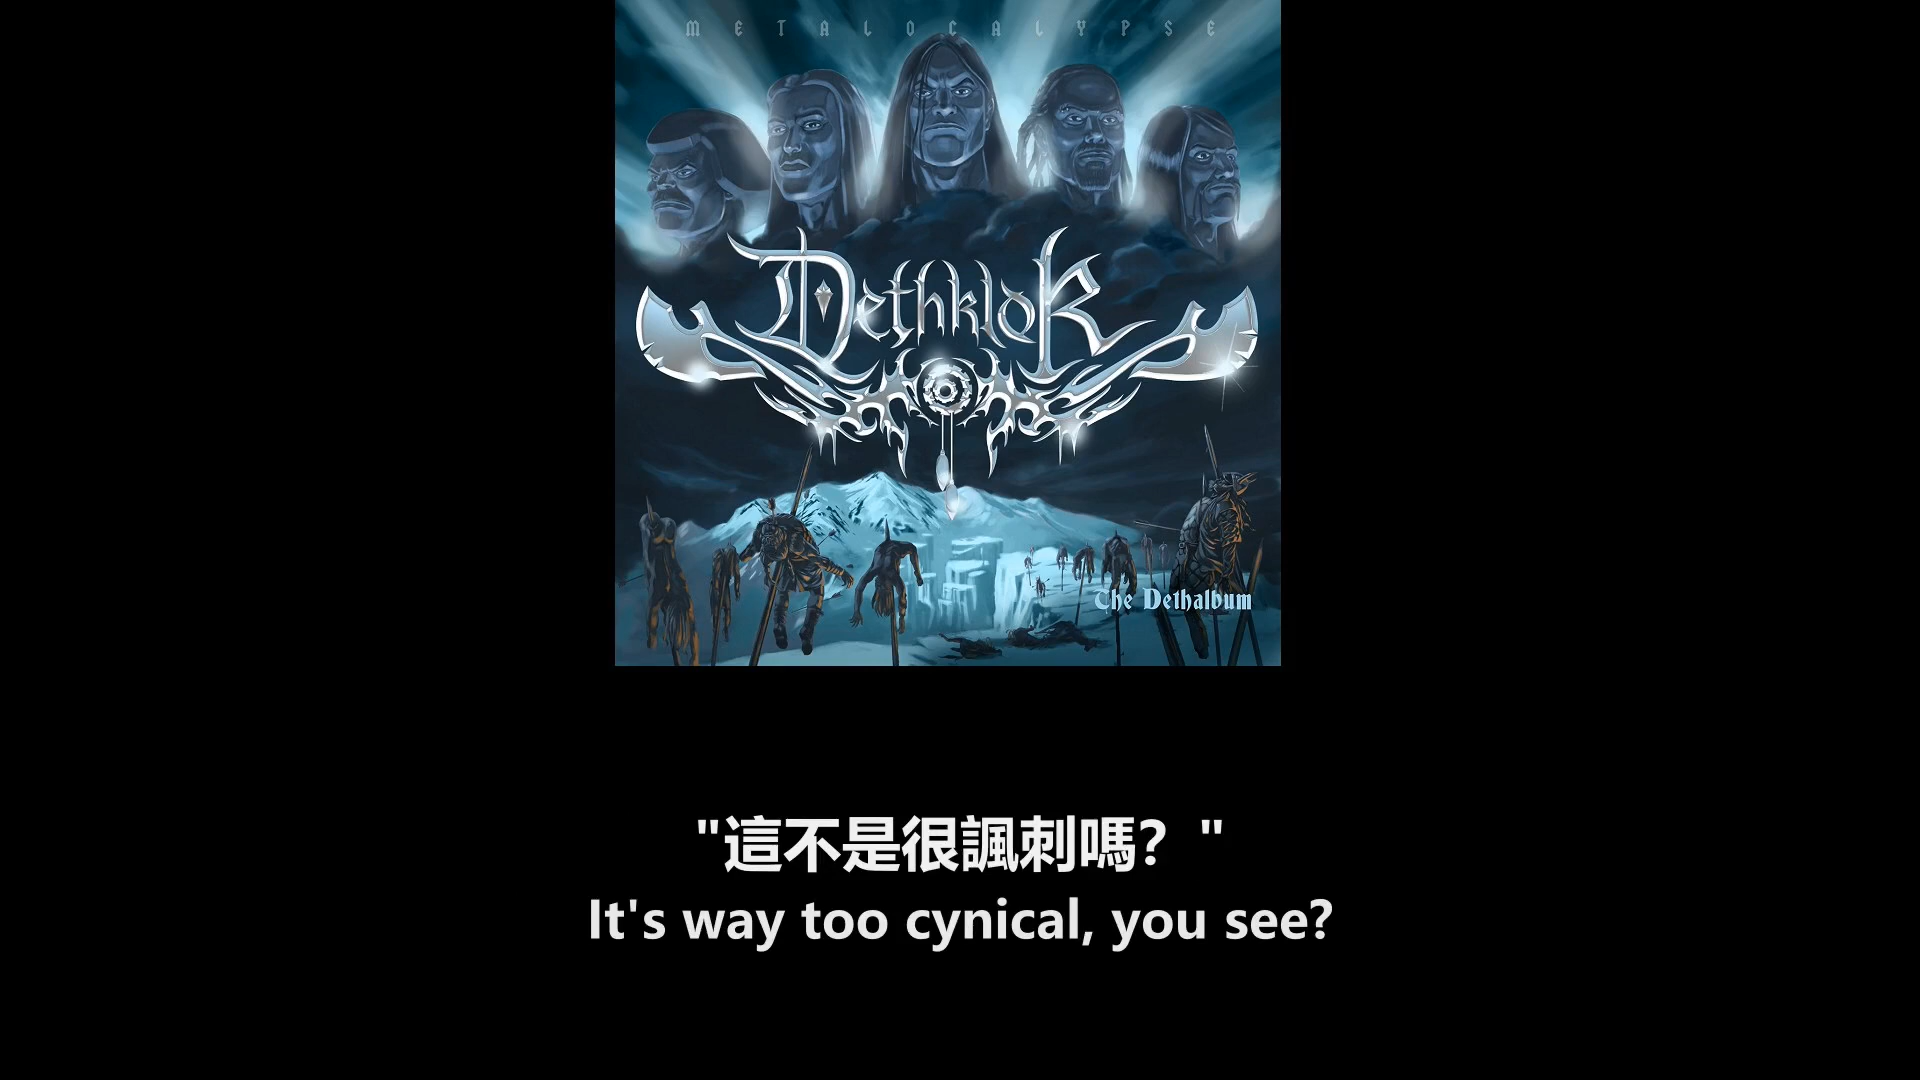 METALOCALYPSE
Dethklok
The Dethalbum
"這不是很諷刺嗎？"
It's way too cynical, you see?